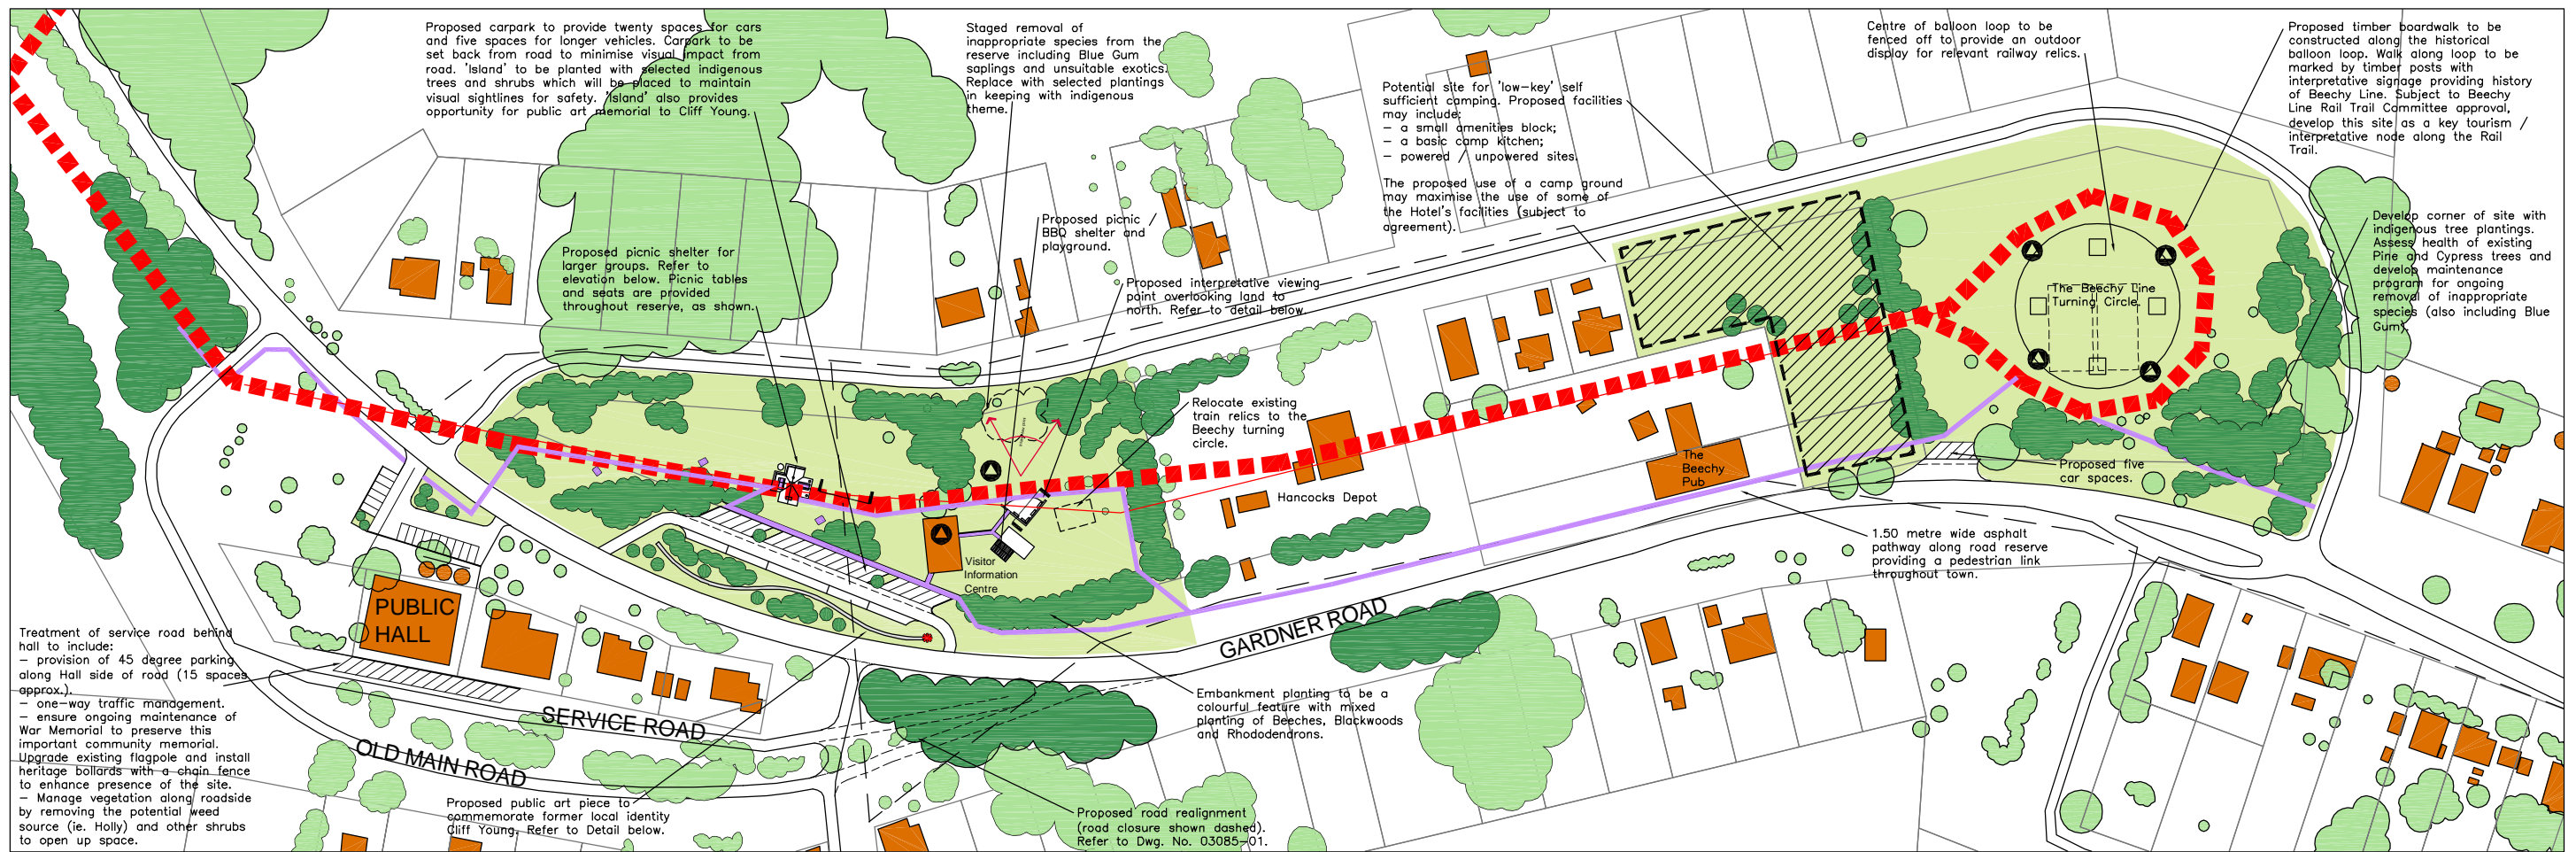 Proposed carpark to provide twenty spaces for cars
and five spaces for longer vehicles. Carpark to be
set back from road to minimise visual impact from
road. 'Island' to be planted with selected indigenous
trees and shrubs which will be placed to maintain
visual sightlines for safety. 'Island' also provides
opportunity for public art memorial to Cliff Young.
Staged removal of
inappropriate species from the
reserve including Blue Gum
saplings and unsuitable exotics.
Replace with selected plantings
in keeping with indigenous
theme.
Potential site for 'low-key' self
sufficient camping. Proposed facilities
may include:
- a small amenities block;
- a basic camp kitchen;
- powered / unpowered sites.
The proposed use of a camp ground
may maximise the use of some of
the Hotel's facilities (subject to
agreement).
Centre of balloon loop to be
fenced off to provide an outdoor
display for relevant railway relics.
Proposed timber boardwalk to be
constructed along the historical
balloon loop. Walk along loop to be
marked by timber posts with
interpretive signage providing history
of Beechy Line. Subject to Beechy
Line Rail Trail Committee approval,
develop this site as a key tourism /
interpretative node along the Rail
Trail.
Develop corner of site with
indigenous tree plantings.
Assess health of existing
Pine and Cypress trees and
develop maintenance
program for ongoing
removal of inappropriate
species (also including Blue
Gum).
Proposed picnic shelter for
larger groups. Refer to
elevation below. Picnic tables
and seats are provided
throughout reserve, as shown.
Proposed picnic /
BBQ shelter and
playground.
Proposed interpretive viewing
point overlooking land to
north. Refer to detail below.
The Beechy Line
Turning Circle.
Relocate existing
train relics to the
Beechy turning
circle.
Hancocks Depot
The
Beechy
Pub
Proposed five
car spaces.
1.50 metre wide asphalt
pathway along road reserve
providing a pedestrian link
throughout town.
Visitor
Information
Centre
PUBLIC
HALL
GARDNER ROAD
SERVICE ROAD
OLD MAIN ROAD
Treatment of service road behind
hall to include:
- provision of 45 degree parking
along Hall side of road (15 spaces
approx.).
- one-way traffic management.
- ensure ongoing maintenance of
War Memorial to preserve this
important community memorial.
Upgrade existing flagpole and install
heritage bollards with a chain fence
to enhance presence of the site.
- Manage vegetation along roadside
by removing the potential weed
source (ie. Holly) and other shrubs
to open up space.
Proposed public art piece to
commemorate former local identity
Cliff Young. Refer to Detail below.
Embankment planting to be a
colourful feature with mixed
planting of Beeches, Blackwoods
and Rhododendrons.
Proposed road realignment
(road closure shown dashed).
Refer to Dwg. No. 03085-01.